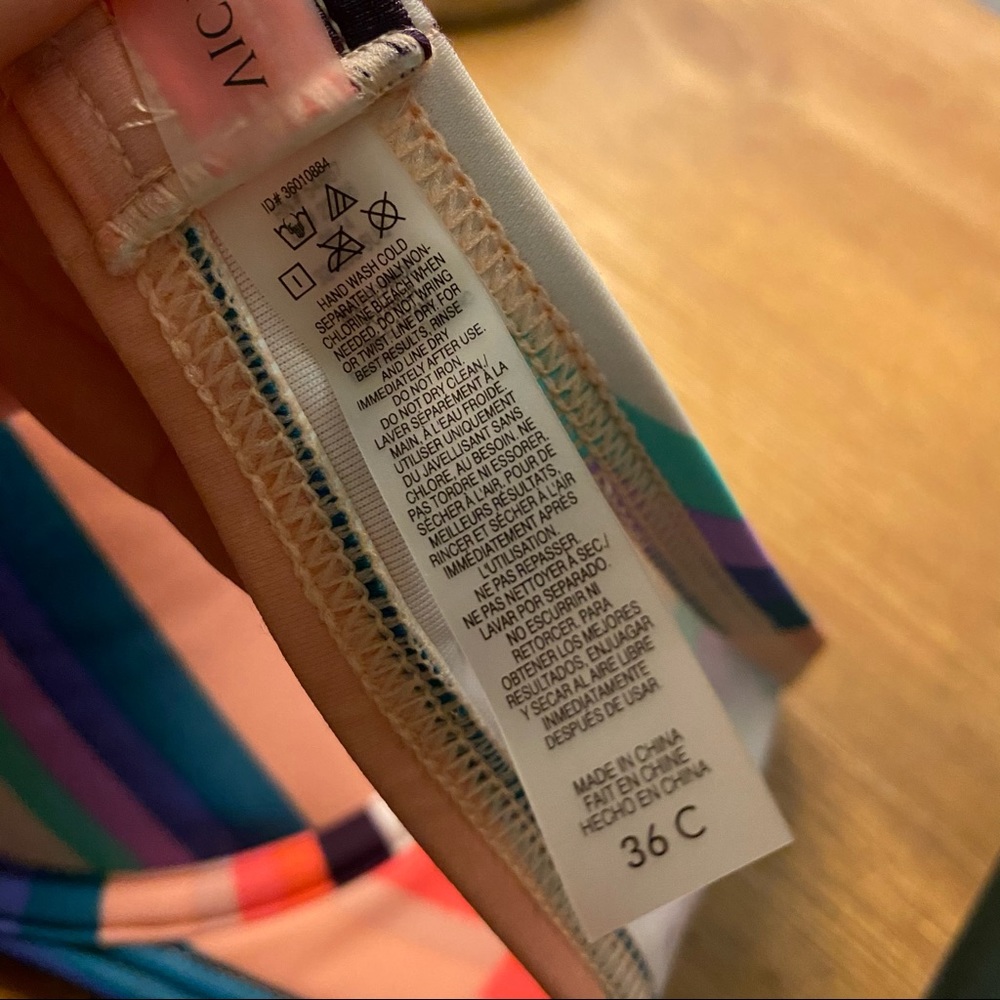 VIC
ID# 36010884
HAND WASH COLD
SEPARATELY. ONLY NON-
CHLORINE BLEACH WHEN
NEEDED. DO NOT WRING
OR TWIST. LINE DRY. FOR
BEST RESULTS, RINSE
AND LINE DRY
IMMEDIATELY AFTER USE.
DO NOT IRON.
DO NOT DRY CLEAN./
LAVER SÉPARÉMENT À LA
MAIN, À L'EAU FROIDE.
UTILISER UNIQUEMENT
DU JAVELLISANT SANS
CHLORE, AU BESOIN. NE
PAS TORDRE NI ESSORER.
SÉCHER À L'AIR. POUR DE
MEILLEURS RÉSULTATS,
RINCER ET SÉCHER À L'AIR
IMMÉDIATEMENT APRÈS
L'UTILISATION.
NE PAS REPASSER.
NE PAS NETTOYER À SEC./
LAVAR POR SEPARADO.
NO ESCURRIR NI
RETORCER. PARA
OBTENER LOS MEJORES
RESULTADOS, ENJUAGAR
Y SECAR AL AIRE LIBRE
INMEDIATAMENTE
DESPUÉS DE USAR.
MADE IN CHINA
FAIT EN CHINE
HECHO EN CHINA
36 C